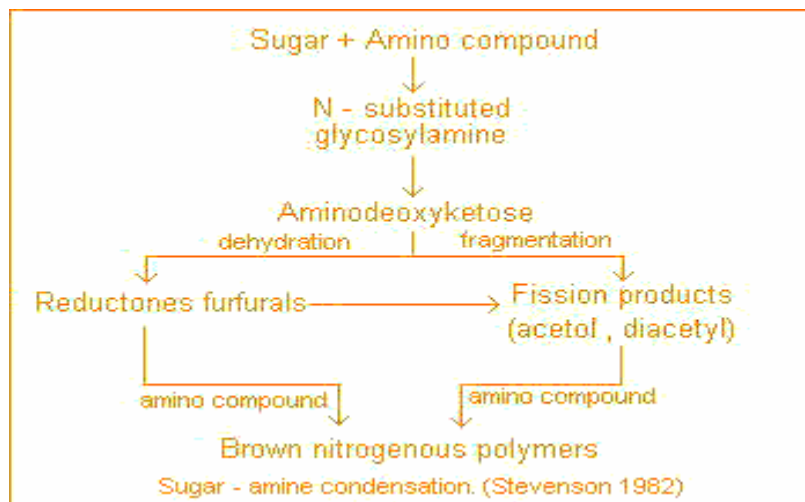 Sugar + Amino compound
N - substituted
glycosylamine
Aminodeoxyketose
dehydration
fragmentation
Reductones furfurals
Fission products
(acetol , diacetyl)
amino compound
amino compound
Brown nitrogenous polymers
Sugar - amine condensation. (Stevenson 1982)